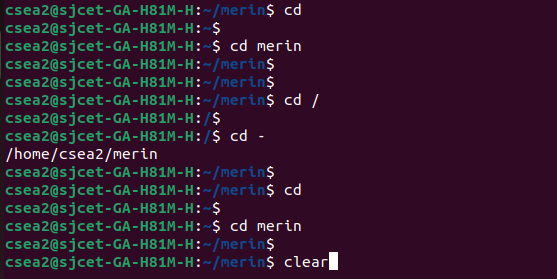 csea2@sjcet-GA-H81M-H:~/merin$ cd
csea2@sjcet-GA-H81M-H:~$
csea2@sjcet-GA-H81M-H:~$ cd merin
csea2@sjcet-GA-H81M-H:~/merin$
csea2@sjcet-GA-H81M-H:~/merin$
csea2@sjcet-GA-H81M-H:~/merin$ cd /
csea2@sjcet-GA-H81M-H:/$
csea2@sjcet-GA-H81M-H:/$ cd -
/home/csea2/merin
csea2@sjcet-GA-H81M-H:~/merin$
csea2@sjcet-GA-H81M-H:~/merin$ cd
csea2@sjcet-GA-H81M-H:~$
csea2@sjcet-GA-H81M-H:~$ cd merin
csea2@sjcet-GA-H81M-H:~/merin$
csea2@sjcet-GA-H81M-H:~/merin$ clear